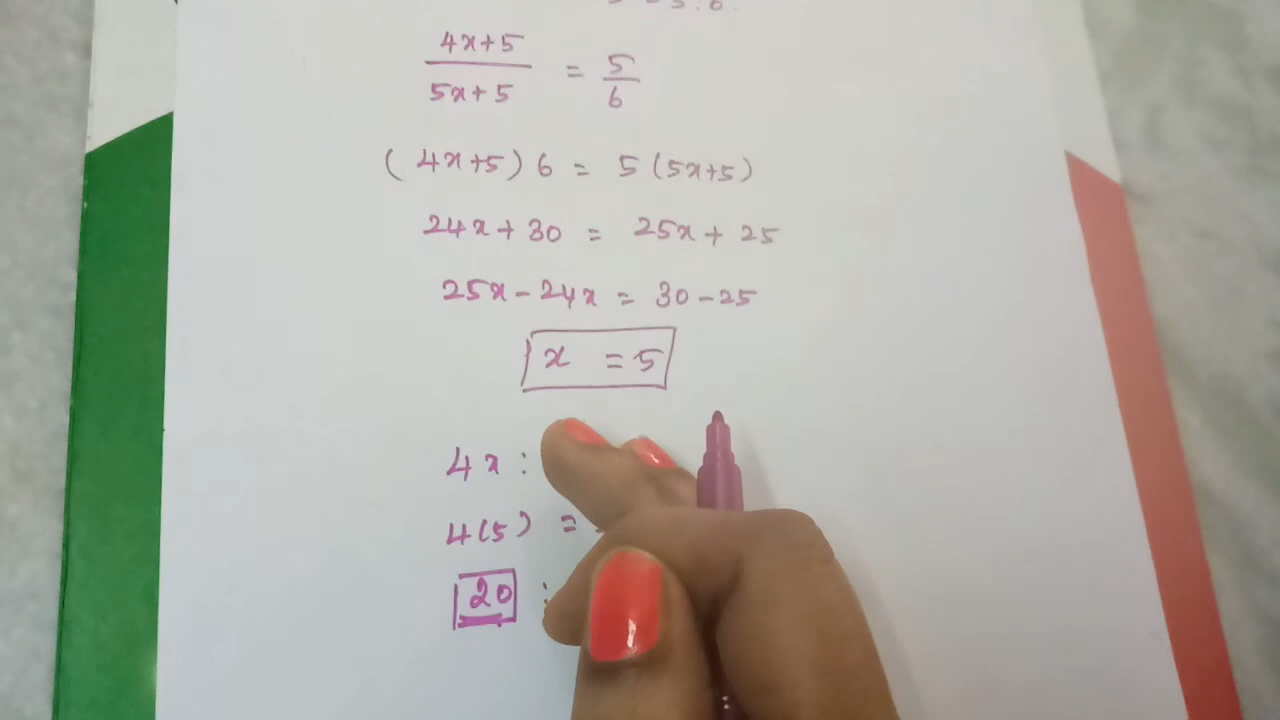 4x+5
5x+5 = 5/6
(4x+5)6 = 5(5x+5)
24x+30 = 25x+25
25x-24x = 30-25
x = 5
4x :
4(5) =
20 :